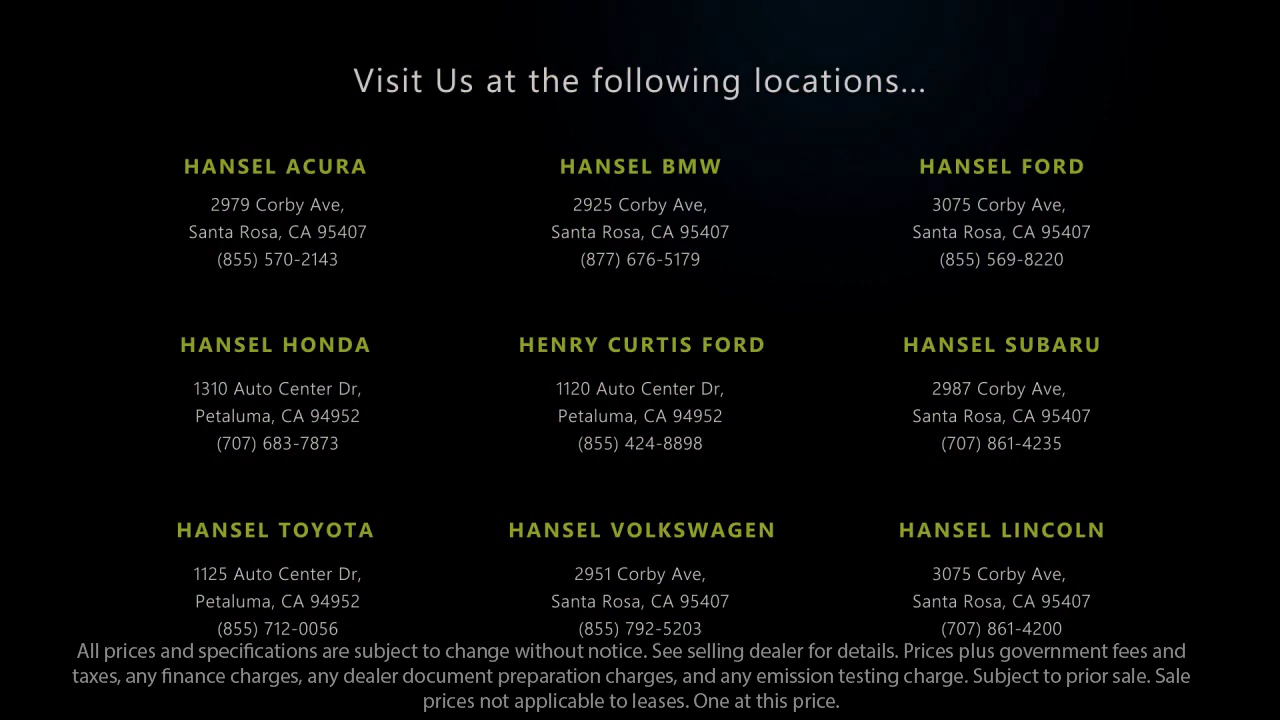 Visit Us at the following locations...
HANSEL ACURA
2979 Corby Ave,
Santa Rosa, CA 95407
(855) 570-2143
HANSEL BMW
2925 Corby Ave,
Santa Rosa, CA 95407
(877) 676-5179
HANSEL FORD
3075 Corby Ave,
Santa Rosa, CA 95407
(855) 569-8220
HANSEL HONDA
1310 Auto Center Dr,
Petaluma, CA 94952
(707) 683-7873
HENRY CURTIS FORD
1120 Auto Center Dr,
Petaluma, CA 94952
(855) 424-8898
HANSEL SUBARU
2987 Corby Ave,
Santa Rosa, CA 95407
(707) 861-4235
HANSEL TOYOTA
1125 Auto Center Dr,
Petaluma, CA 94952
(855) 712-0056
HANSEL VOLKSWAGEN
2951 Corby Ave,
Santa Rosa, CA 95407
(855) 792-5203
HANSEL LINCOLN
3075 Corby Ave,
Santa Rosa, CA 95407
(707) 861-4200
All prices and specifications are subject to change without notice. See selling dealer for details. Prices plus government fees and
taxes, any finance charges, any dealer document preparation charges, and any emission testing charge. Subject to prior sale. Sale
prices not applicable to leases. One at this price.